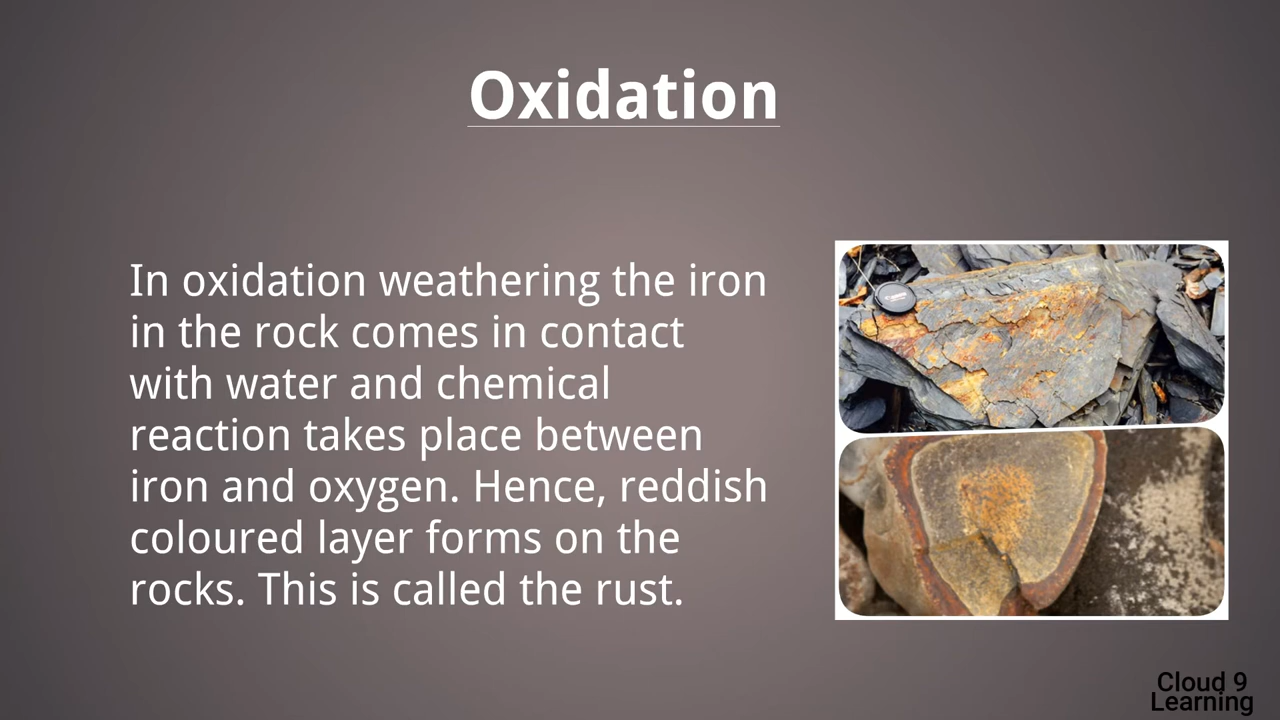 Oxidation
In oxidation weathering the iron
in the rock comes in contact
with water and chemical
reaction takes place between
iron and oxygen. Hence, reddish
coloured layer forms on the
rocks. This is called the rust.
Cloud 9
Learning